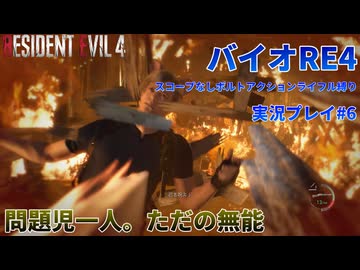 RESIDENT EVIL 4
バイオRE4
スコープなしボルトアクションライフル縛り
実況プレイ#6
問題児一人。ただの無能